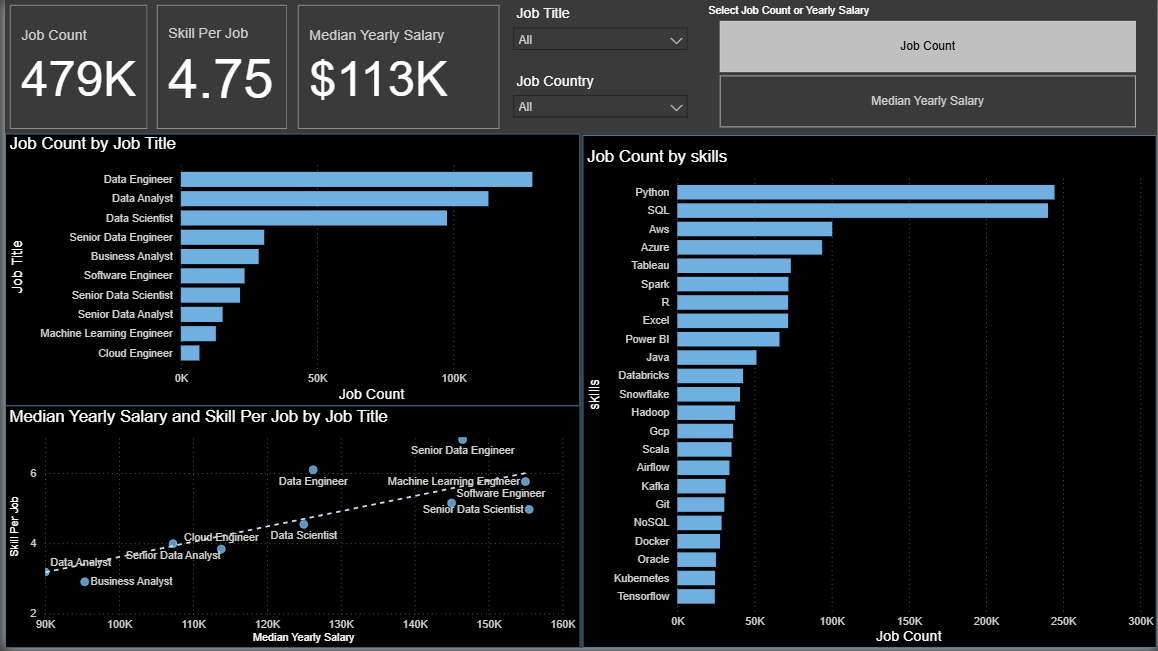 Job Count
479K
Skill Per Job
4.75
Median Yearly Salary
$113K
Job Title
All
Job Country
All
Select Job Count or Yearly Salary
Job Count
Median Yearly Salary
Job Count by Job Title
Job Title
Data Engineer
Data Analyst
Data Scientist
Senior Data Engineer
Business Analyst
Software Engineer
Senior Data Scientist
Senior Data Analyst
Machine Learning Engineer
Cloud Engineer
0K 50K 100K
Job Count
Median Yearly Salary and Skill Per Job by Job Title
Skill Per Job
6
4
2
Senior Data Engineer
Data Engineer
Machine Learning Engineer
Software Engineer
Senior Data Scientist
Data Scientist
Cloud Engineer
Senior Data Analyst
Data Analyst
Business Analyst
90K 100K 110K 120K 130K 140K 150K 160K
Median Yearly Salary
Job Count by skills
skills
Python
SQL
Aws
Azure
Tableau
Spark
R
Excel
Power BI
Java
Databricks
Snowflake
Hadoop
Gcp
Scala
Airflow
Kafka
Git
NoSQL
Docker
Oracle
Kubernetes
Tensorflow
0K 50K 100K 150K 200K 250K 300K
Job Count